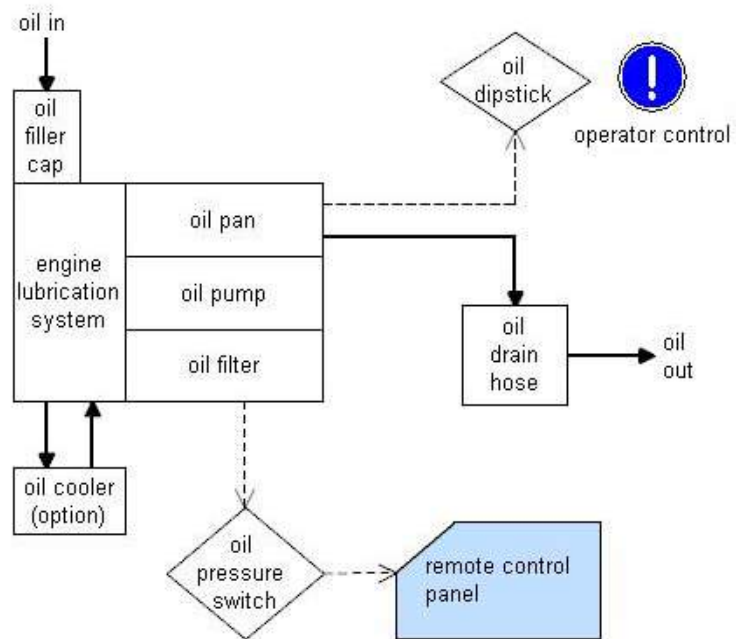 oil in
oil
filler
cap
oil
dipstick
operator control
engine
lubrication
system
oil pan
oil pump
oil filter
oil
drain
hose
oil
out
oil cooler
(option)
oil
pressure
switch
remote control
panel